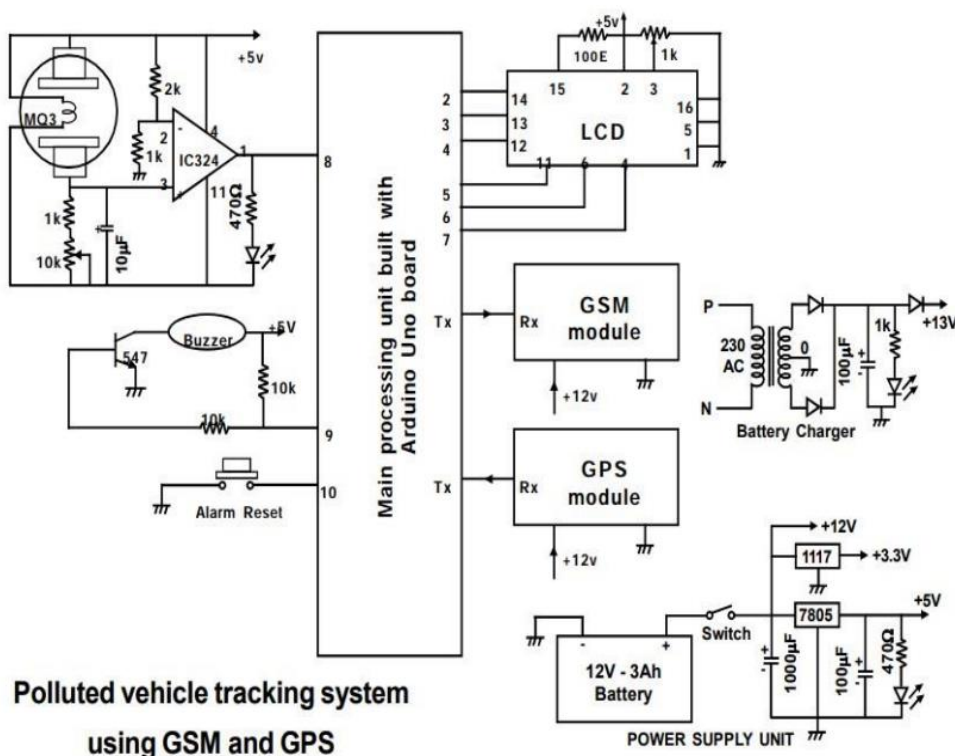 +5v
MQ3
2k
2
-
4
1k
IC324
1
8
3
+
11
1k
10k
+
10µF
470Ω
+5V
Buzzer
547
10k
10k
9
10
Alarm Reset
Main processing unit built with
Arduino Uno board
2
3
4
5
6
7
Tx
Tx
+5v
100E
1k
15
2
3
14
13
12
LCD
16
5
1
11
6
4
GSM
module
Rx
+12v
GPS
module
Rx
+12v
P
230
AC
N
0
100µF
+
-
1k
+13V
Battery Charger
+12V
1117
+3.3V
7805
+5V
Switch
-
+
12V - 3Ah
Battery
+
-
1000µF
+
-
100µF
470Ω
POWER SUPPLY UNIT
Polluted vehicle tracking system
using GSM and GPS